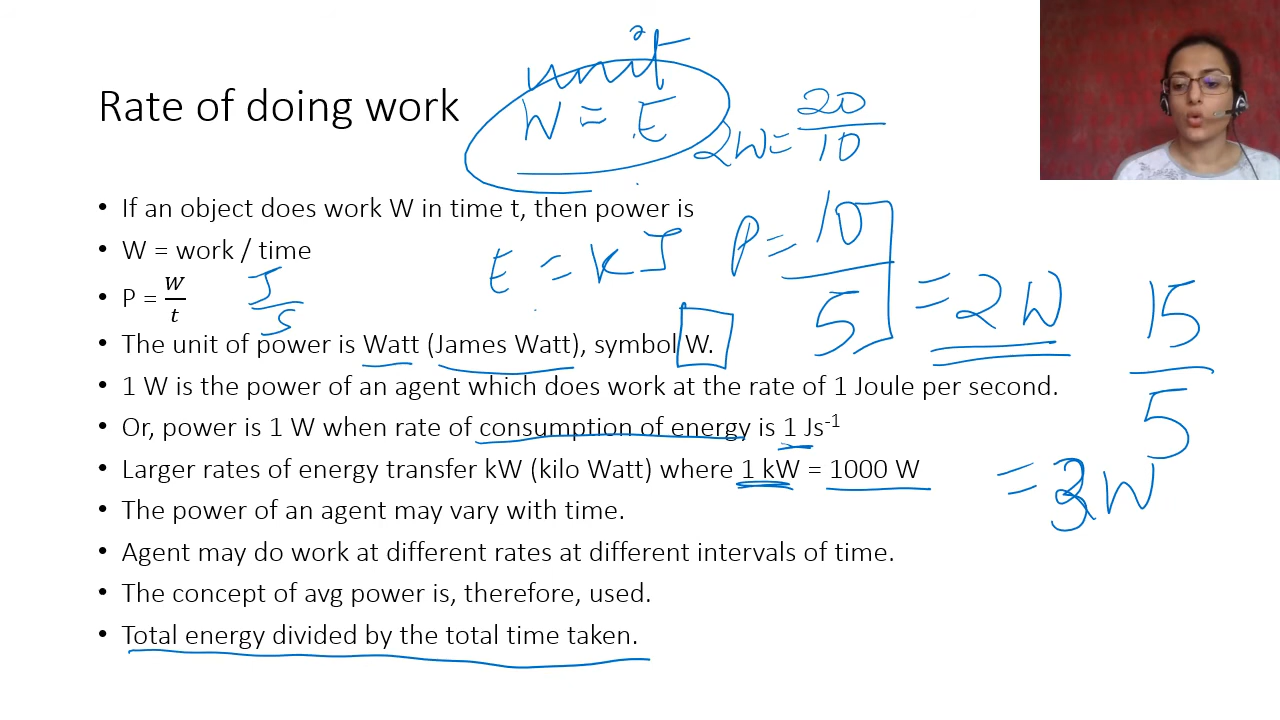 unit
W = E
Rate of doing work
2W = 20/10
• If an object does work W in time t, then power is
• W = work / time
E = kJ
P = 10/5 = 2W
• P = W/t
J/S
15/5
= 3W
• The unit of power is Watt (James Watt), symbol W.
• 1 W is the power of an agent which does work at the rate of 1 Joule per second.
• Or, power is 1 W when rate of consumption of energy is 1 Js⁻¹
• Larger rates of energy transfer kW (kilo Watt) where 1 kW = 1000 W
• The power of an agent may vary with time.
• Agent may do work at different rates at different intervals of time.
• The concept of avg power is, therefore, used.
• Total energy divided by the total time taken.